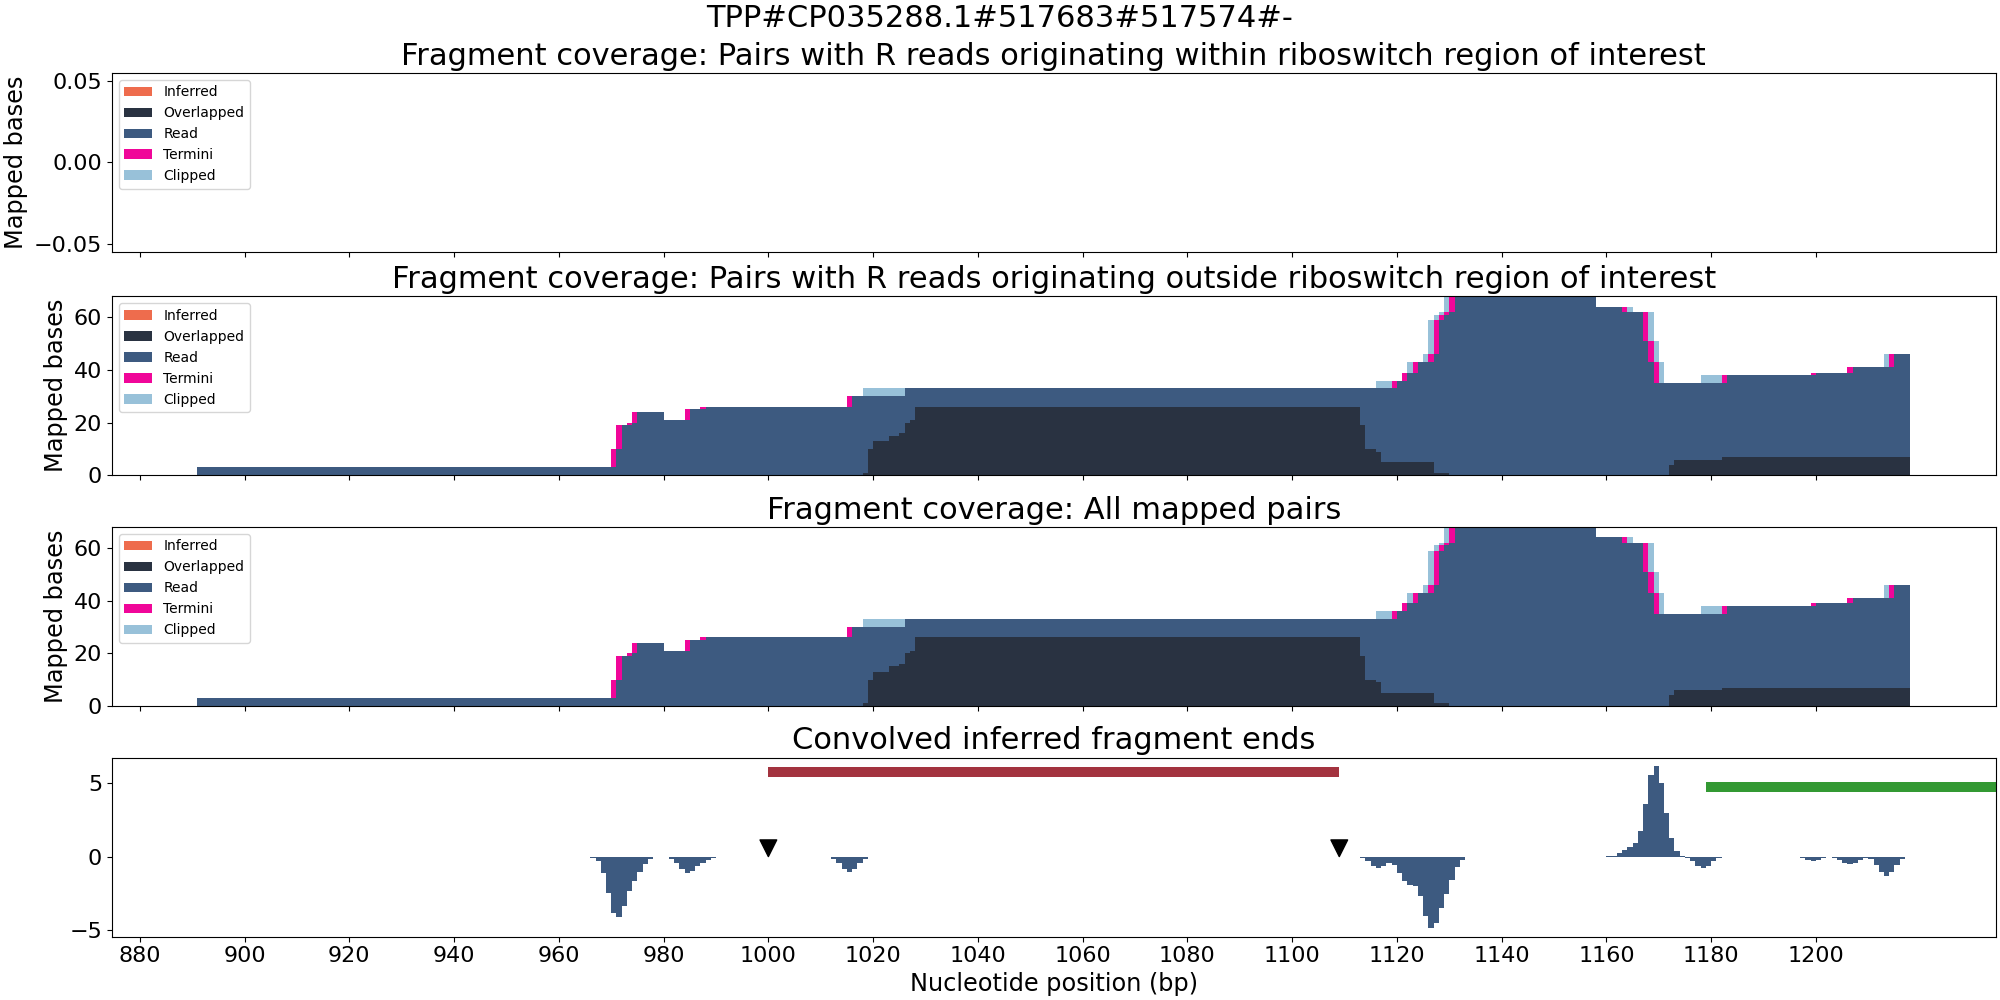 TPP#CP035288.1#517683#517574#-
Fragment coverage: Pairs with R reads originating within riboswitch region of interest
Mapped bases
0.05
0.00
−0.05
Inferred
Overlapped
Read
Termini
Clipped
Fragment coverage: Pairs with R reads originating outside riboswitch region of interest
Mapped bases
60
40
20
0
Inferred
Overlapped
Read
Termini
Clipped
Fragment coverage: All mapped pairs
Mapped bases
60
40
20
0
Inferred
Overlapped
Read
Termini
Clipped
Convolved inferred fragment ends
5
0
−5
880 900 920 940 960 980 1000 1020 1040 1060 1080 1100 1120 1140 1160 1180 1200
Nucleotide position (bp)